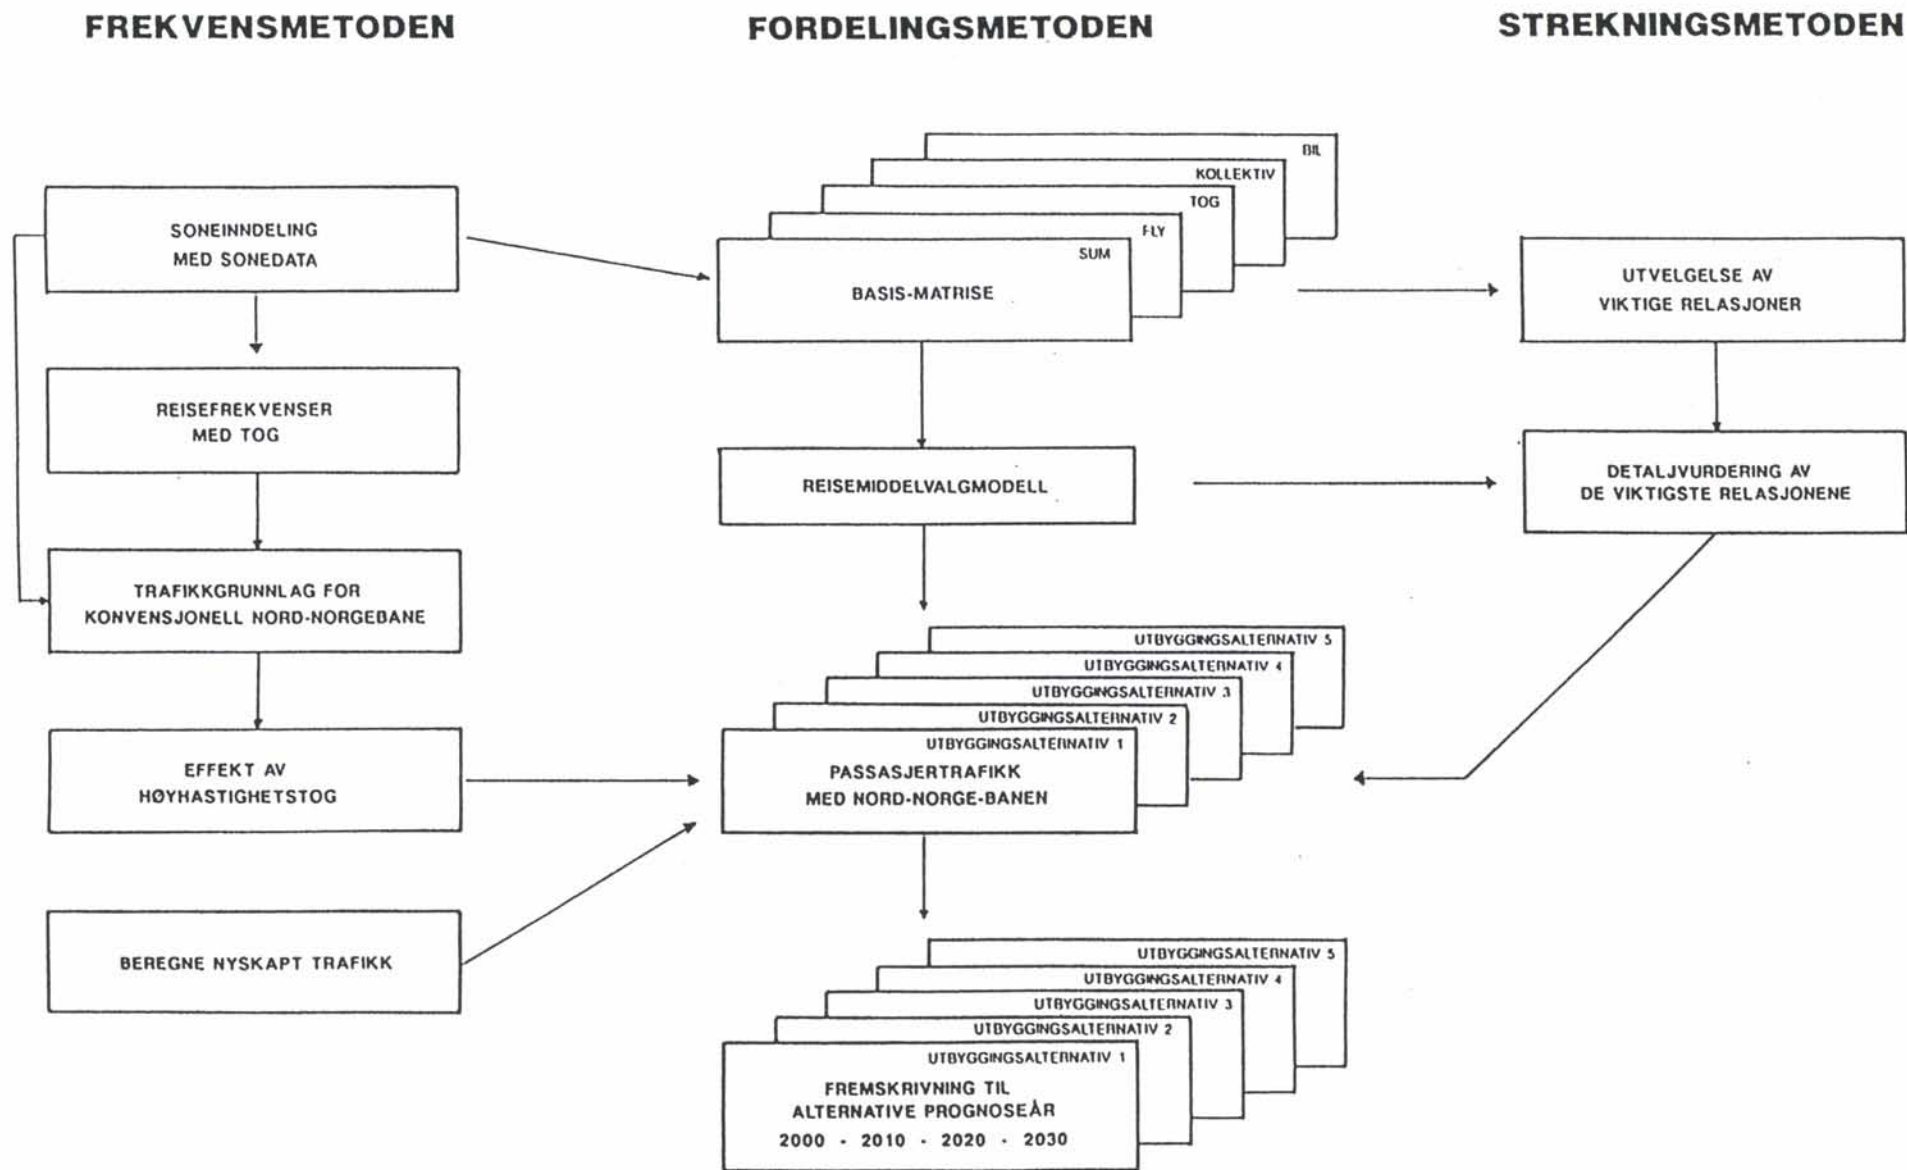 FREKVENSMETODEN
FORDELINGSMETODEN
STREKNINGSMETODEN
SONEINNDELING
MED SONEDATA
REISEFREKVENSER
MED TOG
TRAFIKKGRUNNLAG FOR
KONVENSJONELL NORD-NORGEBANE
EFFEKT AV
HØYHASTIGHETSTOG
BEREGNE NYSKAPT TRAFIKK
BIL
KOLLEKTIV
TOG
FLY
SUM
BASIS-MATRISE
REISEMIDDELVALGMODELL
UTBYGGINGSALTERNATIV 5
UTBYGGINGSALTERNATIV 4
UTBYGGINGSALTERNATIV 3
UTBYGGINGSALTERNATIV 2
UTBYGGINGSALTERNATIV 1
PASSASJERTRAFIKK
MED NORD-NORGE-BANEN
UTBYGGINGSALTERNATIV 5
UTBYGGINGSALTERNATIV 4
UTBYGGINGSALTERNATIV 3
UTBYGGINGSALTERNATIV 2
UTBYGGINGSALTERNATIV 1
FREMSKRIVNING TIL
ALTERNATIVE PROGNOSEÅR
2000 - 2010 - 2020 - 2030
UTVELGELSE AV
VIKTIGE RELASJONER
DETALJVURDERING AV
DE VIKTIGSTE RELASJONENE